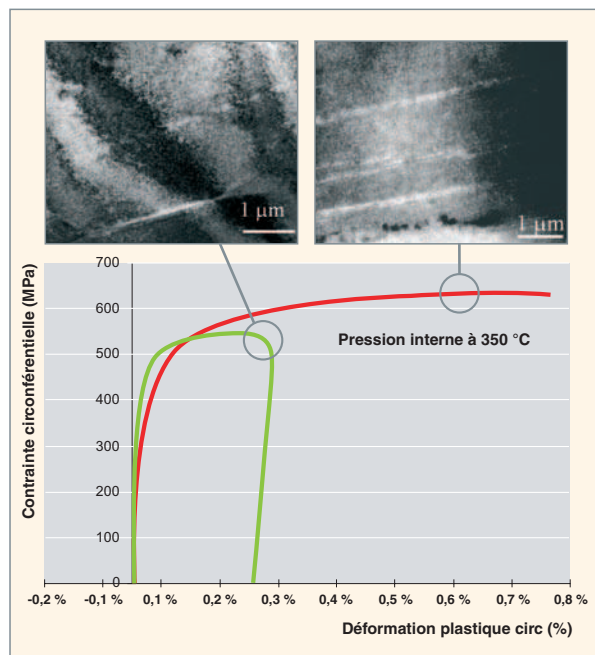 1 µm
1 µm
Contrainte circonférentielle (MPa)
700
600
500
400
300
200
100
0
Pression interne à 350 °C
-0,2 % -0,1 % 0,1 % 0,2 % 0,3 % 0,4 % 0,5 % 0,6 % 0,7 % 0,8 %
Déformation plastique circ (%)